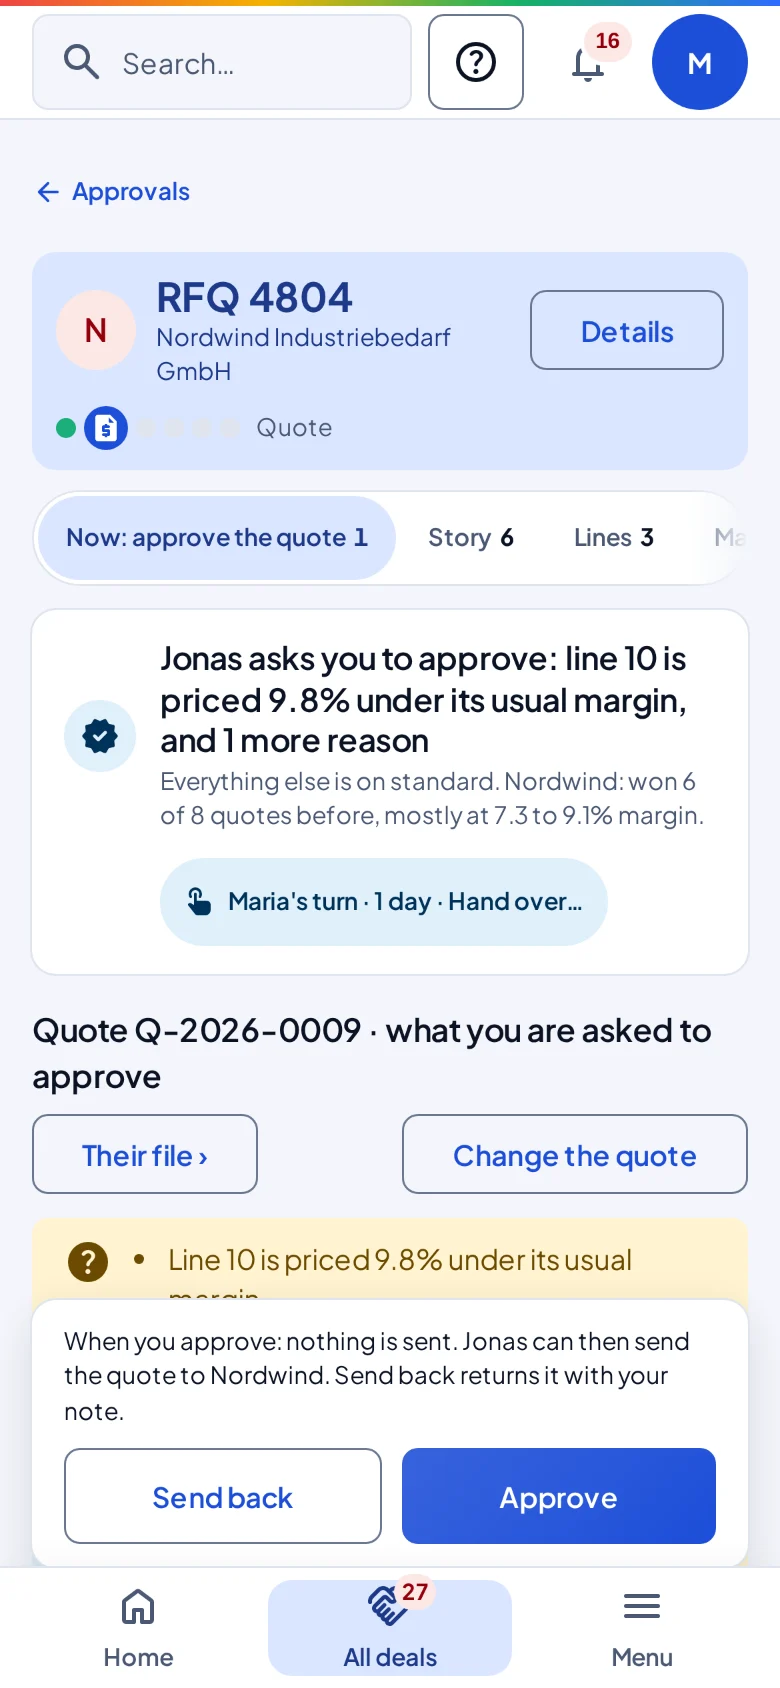 Search...
16
M
Approvals
N
RFQ 4804
Nordwind Industriebedarf
GmbH
Details
Quote
Now: approve the quote 1
Story 6
Lines 3
Ma
Jonas asks you to approve: line 10 is
priced 9.8% under its usual margin,
and 1 more reason
Everything else is on standard. Nordwind: won 6
of 8 quotes before, mostly at 7.3 to 9.1% margin.
Maria's turn · 1 day · Hand over...
Quote Q-2026-0009 · what you are asked to
approve
Their file ›
Change the quote
• Line 10 is priced 9.8% under its usual
margin
When you approve: nothing is sent. Jonas can then send
the quote to Nordwind. Send back returns it with your
note.
Send back
Approve
Home
27
All deals
Menu